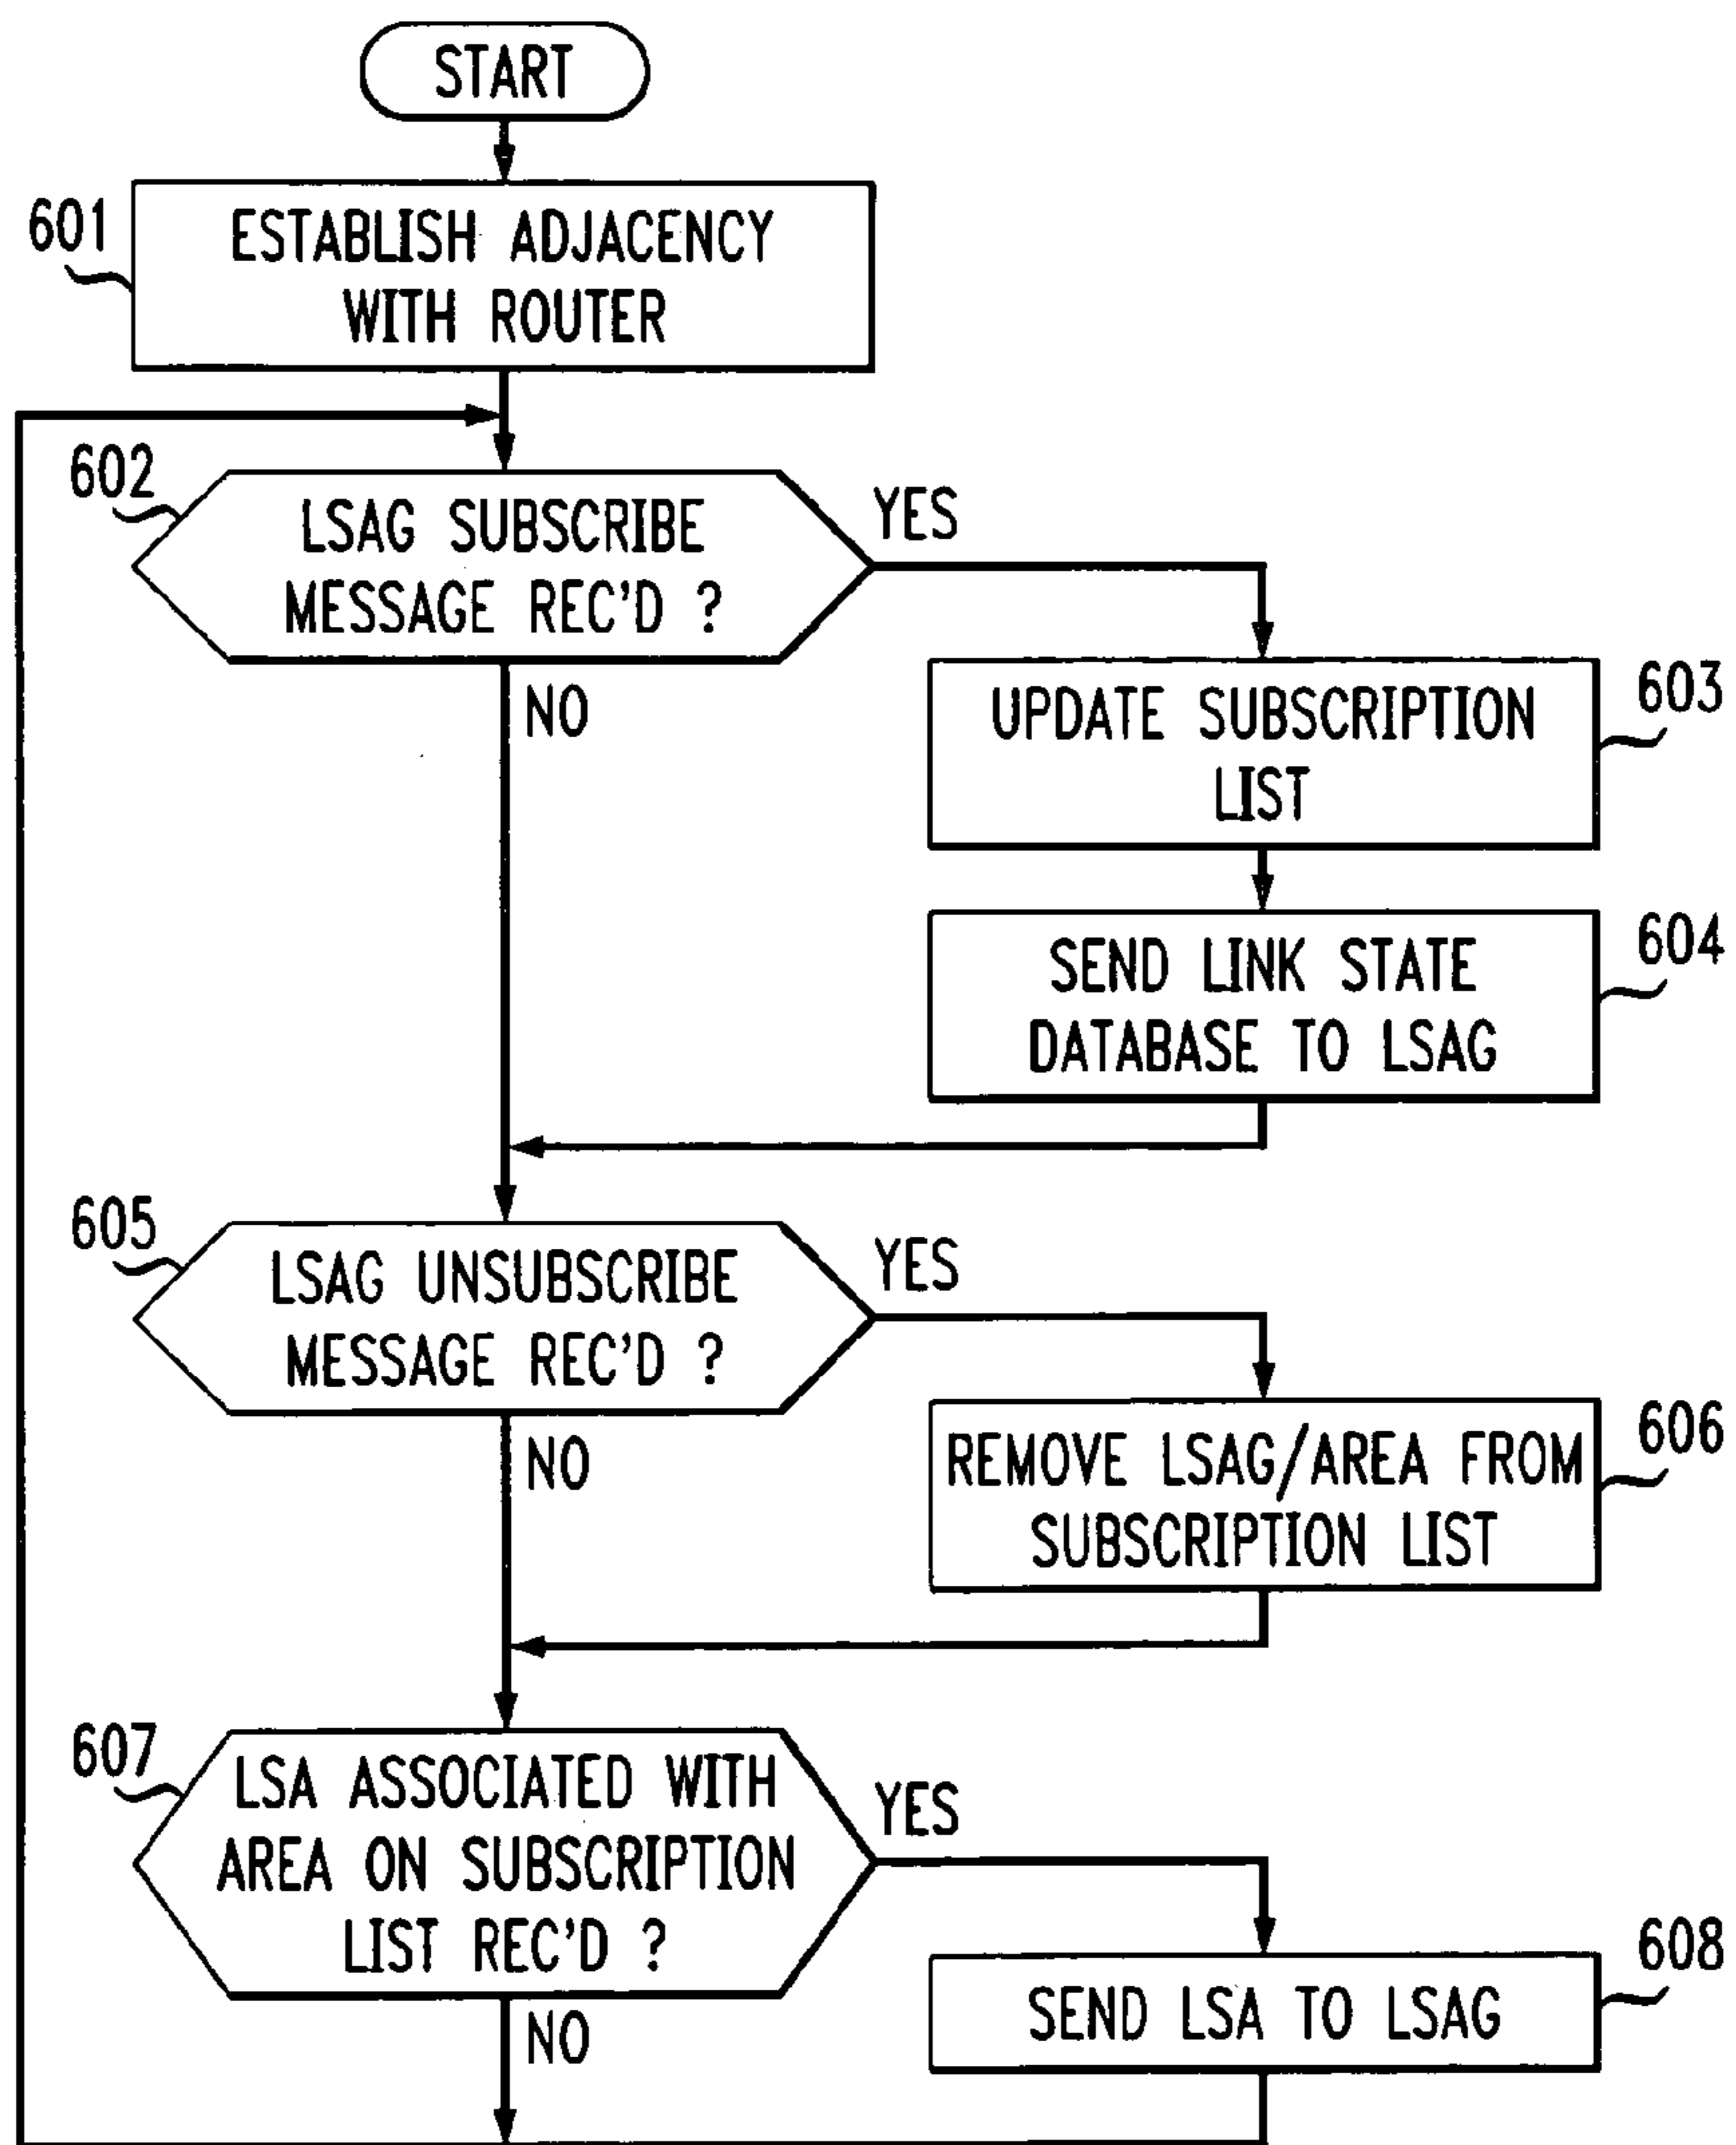 START
601
ESTABLISH ADJACENCY
WITH ROUTER
602
LSAG SUBSCRIBE
MESSAGE REC'D ?
YES
NO
603
UPDATE SUBSCRIPTION
LIST
604
SEND LINK STATE
DATABASE TO LSAG
605
LSAG UNSUBSCRIBE
MESSAGE REC'D ?
YES
NO
606
REMOVE LSAG/AREA FROM
SUBSCRIPTION LIST
607
LSA ASSOCIATED WITH
AREA ON SUBSCRIPTION
LIST REC'D ?
YES
NO
608
SEND LSA TO LSAG